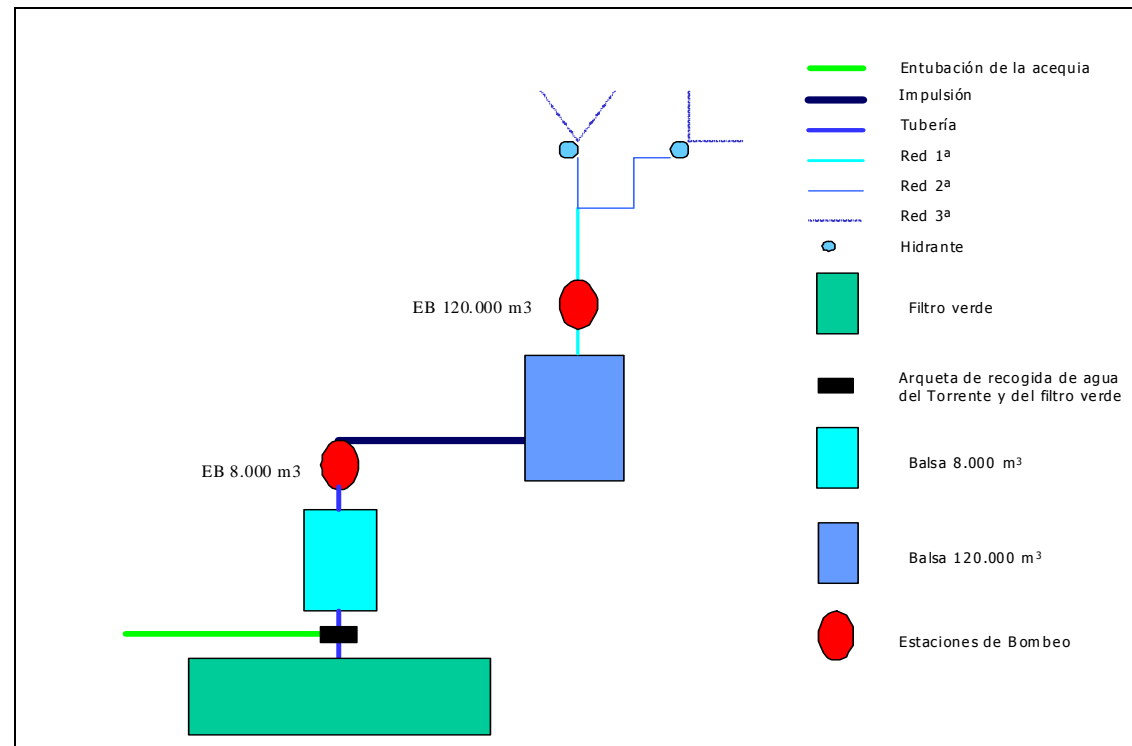 Entubación de la acequia
Impulsión
Tubería
Red 1ª
Red 2ª
Red 3ª
Hidrante
EB 120.000 m3
Filtro verde
Arqueta de recogida de agua
del Torrente y del filtro verde
EB 8.000 m3
Balsa 8.000 m³
Balsa 120.000 m³
Estaciones de Bombeo